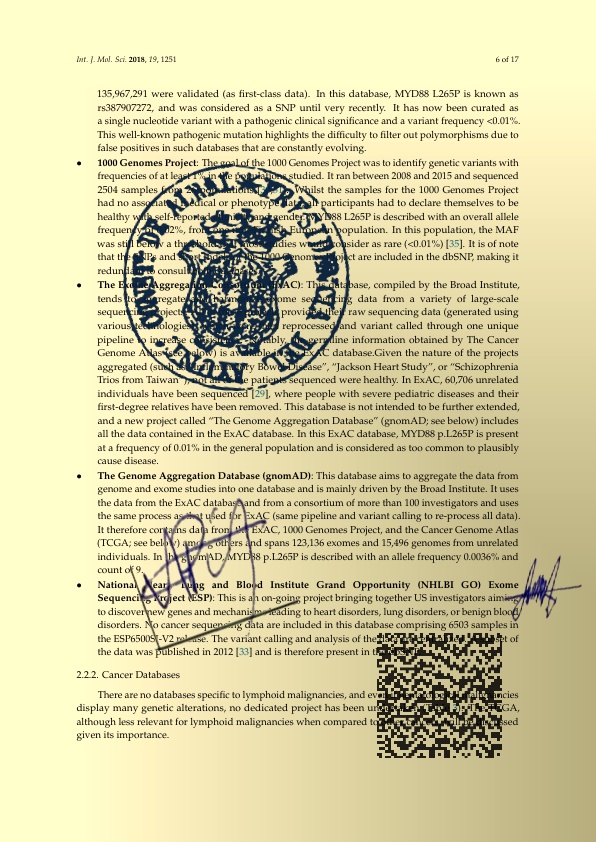 Int. J. Mol. Sci. 2018, 19, 1251
6 of 17
135,967,291 were validated (as first-class data). In this database, MYD88 L265P is known as
rs387907272, and was considered as a SNP until very recently. It has now been curated as
a single nucleotide variant with a pathogenic clinical significance and a variant frequency <0.01%.
This well-known pathogenic mutation highlights the difficulty to filter out polymorphisms due to
false positives in such databases that are constantly evolving.
• 1000 Genomes Project: The goal of the 1000 Genomes Project was to identify genetic variants with
frequencies of at least 1% in the populations studied. It ran between 2008 and 2015 and sequenced
2504 samples from populations Whilst the samples for the 1000 Genomes Project
had no associated medical or phenotype data, all participants had to declare themselves to be
healthy with self-reported and gender. MYD88 L265P is described with an overall allele
frequency of 0.02%, from European population. In this population, the MAF
was still below a threshold that most studies would consider as rare (<0.01%) [35]. It is of note
that the SNPs and short of the 1000 Genomes Project are included in the dbSNP, making it
redundant to consult
• The Exome Aggregation Consortium (ExAC): This database, compiled by the Broad Institute,
tends to aggregate and harmonize exome sequencing data from a variety of large-scale
sequencing projects. provided their raw sequencing data (generated using
various technologies), reprocessed and variant called through one unique
pipeline to increase consistency. Notably, the germline information obtained by The Cancer
Genome Atlas (see below) is available in the ExAC database.Given the nature of the projects
aggregated (such as "Inflammatory Bowel Disease", "Jackson Heart Study", or "Schizophrenia
Trios from Taiwan"), not all of the patients sequenced were healthy. In ExAC, 60,706 unrelated
individuals have been sequenced [29], where people with severe pediatric diseases and their
first-degree relatives have been removed. This database is not intended to be further extended,
and a new project called "The Genome Aggregation Database" (gnomAD; see below) includes
all the data contained in the ExAC database. In this ExAC database, MYD88 p.L265P is present
at a frequency of 0.01% in the general population and is considered as too common to plausibly
cause disease.
• The Genome Aggregation Database (gnomAD): This database aims to aggregate the data from
genome and exome studies into one database and is mainly driven by the Broad Institute. It uses
the data from the ExAC database and from a consortium of more than 100 investigators and uses
the same process as that used for ExAC (same pipeline and variant calling to re-process all data).
It therefore contains data from the ExAC, 1000 Genomes Project, and the Cancer Genome Atlas
(TCGA; see below) among others and spans 123,136 exomes and 15,496 genomes from unrelated
individuals. In the gnomAD, MYD88 p.L265P is described with an allele frequency 0.0036% and
count of 9.
• National Heart, Lung and Blood Institute Grand Opportunity (NHLBI GO) Exome
Sequencing Project (ESP): This is an on-going project bringing together US investigators aiming
to discover new genes and mechanisms leading to heart disorders, lung disorders, or benign blood
disorders. No cancer sequencing data are included in this database comprising 6503 samples in
the ESP6500SI-V2 release. The variant calling and analysis of the set of
the data was published in 2012 [33] and is therefore present in the
2.2.2. Cancer Databases
There are no databases specific to lymphoid malignancies, and even malignancies
display many genetic alterations, no dedicated project has been TCGA,
although less relevant for lymphoid malignancies when compared to other cancers, will be discussed
given its importance.